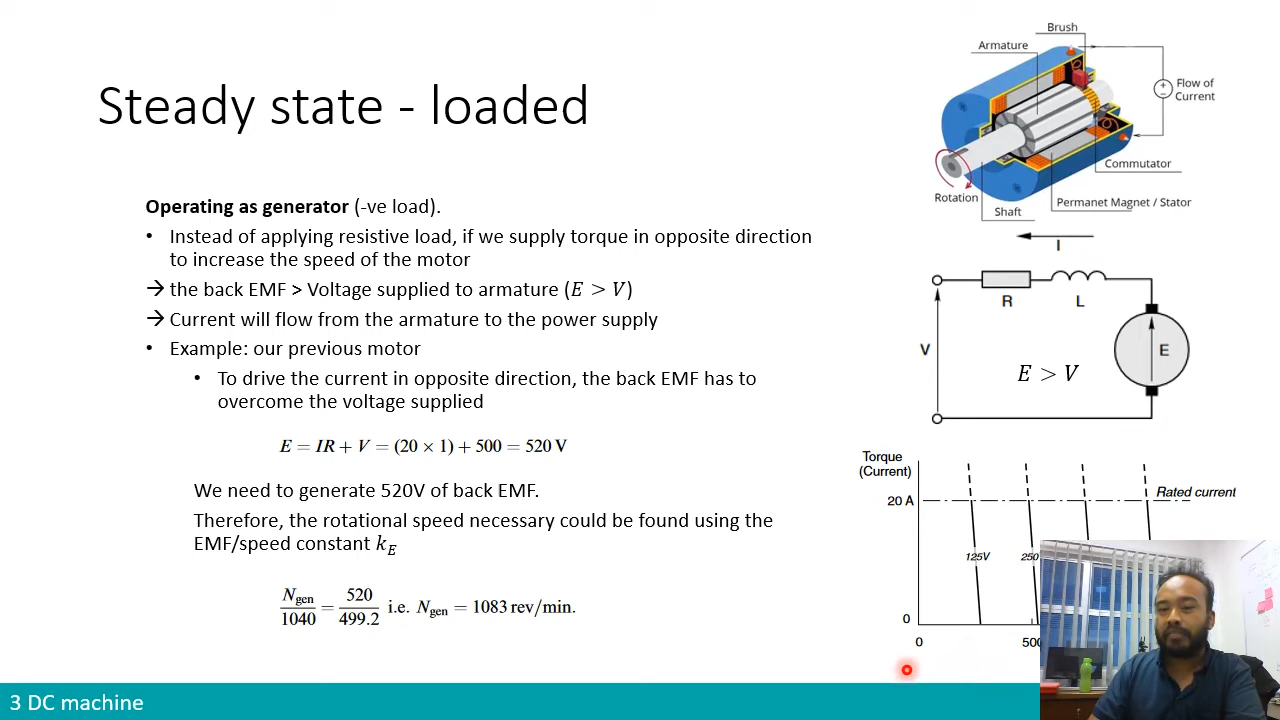 Steady state - loaded
Operating as generator (-ve load).
• Instead of applying resistive load, if we supply torque in opposite direction
to increase the speed of the motor
→ the back EMF > Voltage supplied to armature (E > V)
→ Current will flow from the armature to the power supply
• Example: our previous motor
• To drive the current in opposite direction, the back EMF has to
overcome the voltage supplied
E = IR + V = (20 × 1) + 500 = 520 V
We need to generate 520V of back EMF.
Therefore, the rotational speed necessary could be found using the
EMF/speed constant k_E
N_gen/1040 = 520/499.2 i.e. N_gen = 1083 rev/min.
Brush
Armature
+
−
Flow of
Current
Commutator
Rotation
Permanet Magnet / Stator
Shaft
I
R
L
V
E
E > V
Torque
(Current)
20 A
Rated current
125V
250
0
0
500
3 DC machine